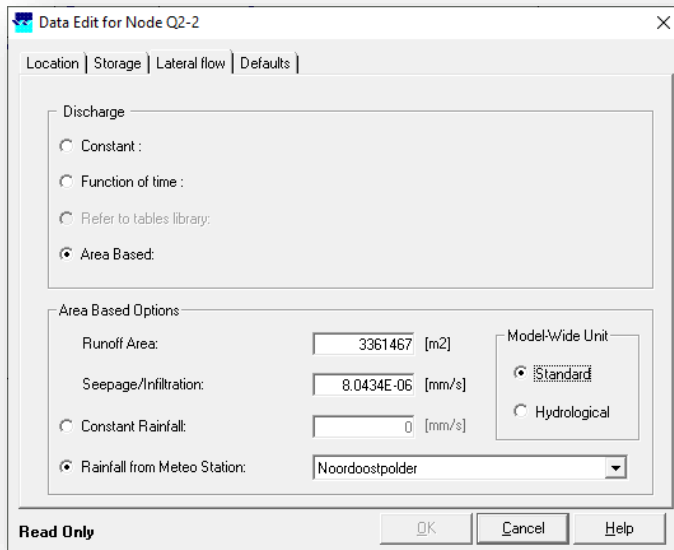 Data Edit for Node Q2-2
Location Storage Lateral flow Defaults
Discharge
Constant :
Function of time :
Refer to tables library:
Area Based:
Area Based Options
Runoff Area: 3361467 [m2]
Model-Wide Unit
Seepage/Infiltration: 8.0434E-06 [mm/s]
Standard
Hydrological
Constant Rainfall: 0 [mm/s]
Rainfall from Meteo Station: Noordoostpolder
Read Only OK Cancel Help